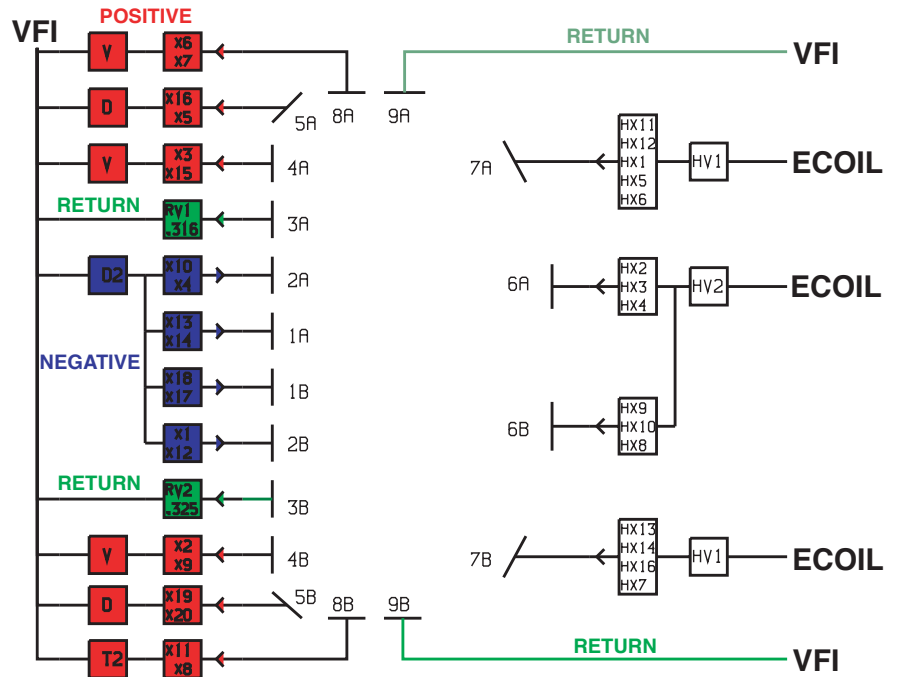 POSITIVE
VFI
V
X6
X7
RETURN
VFI
D
X16
X5
5A
8A
9A
V
X3
X15
4A
7A
HX11
HX12
HX1
HX5
HX6
HV1
ECOIL
RETURN
RV1
.316
3A
D2
X10
X4
2A
6A
HX2
HX3
HX4
HV2
ECOIL
X13
X14
1A
NEGATIVE
X18
X17
1B
X1
X12
2B
6B
HX9
HX10
HX8
RETURN
RV2
.325
3B
V
X2
X9
4B
7B
HX13
HX14
HX16
HX7
HV1
ECOIL
D
X19
X20
5B
8B
9B
T2
X11
X8
RETURN
VFI